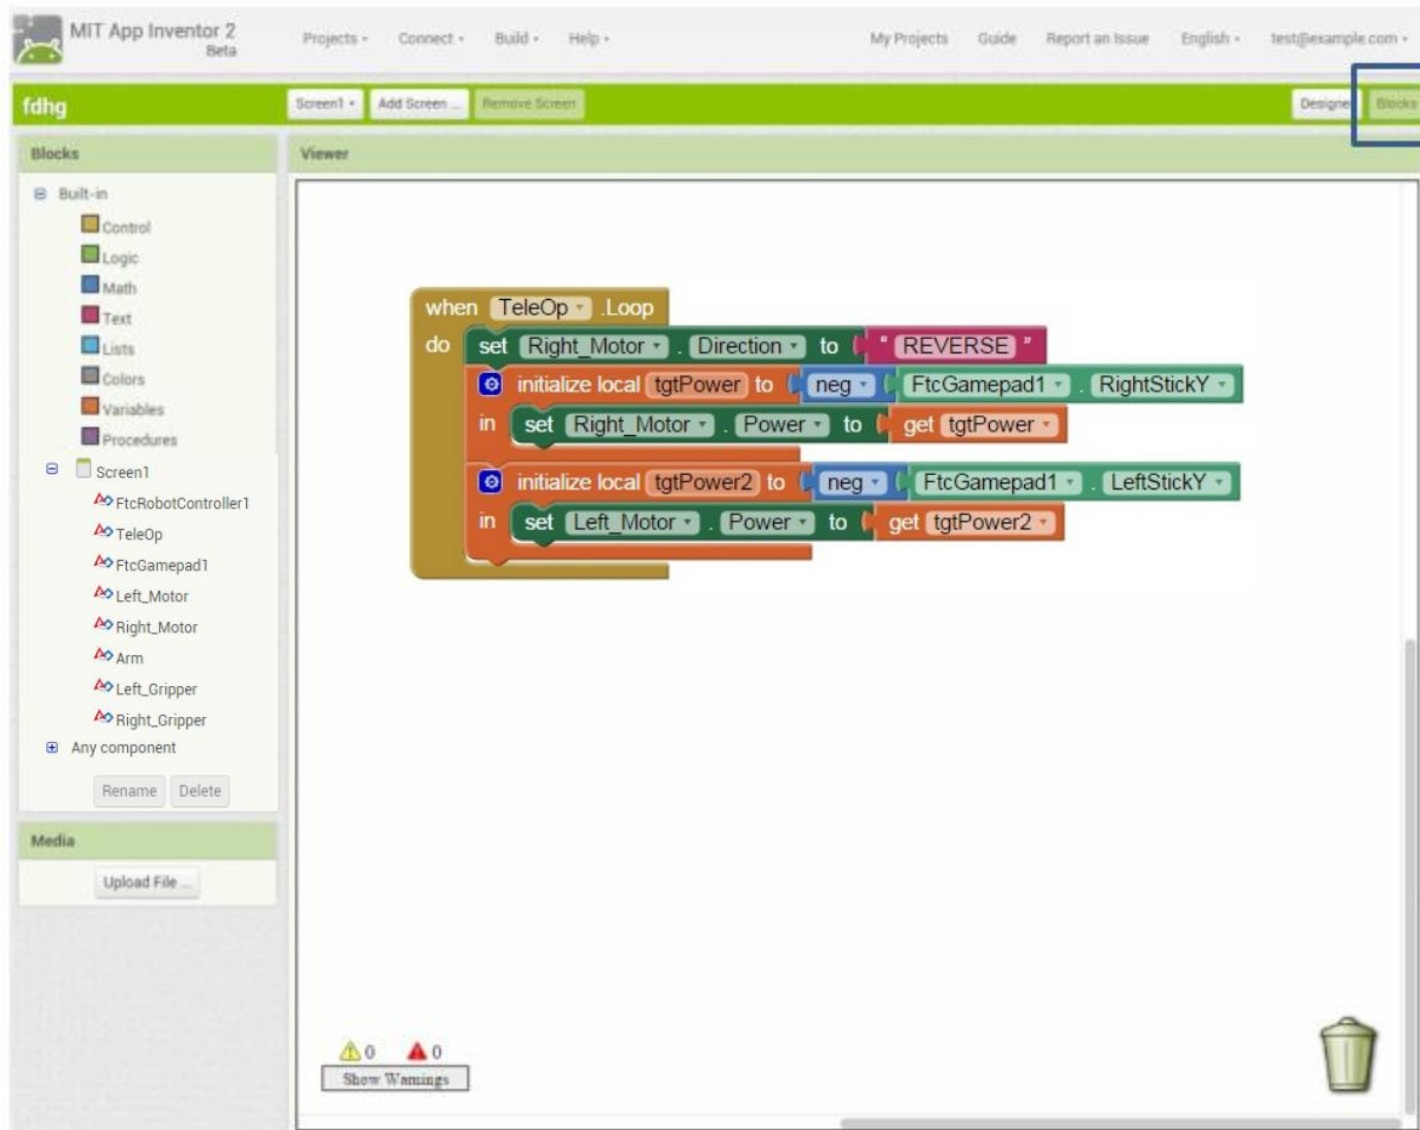 MIT App Inventor 2
Beta
Projects Connect Build Help My Projects Guide Report an Issue English test@example.com
fdhg Screen1 Add Screen ... Remove Screen Designer Blocks
Blocks Viewer
Built-in
Control
Logic
Math
Text
Lists
Colors
Variables
Procedures
Screen1
FtcRobotController1
TeleOp
FtcGamepad1
Left_Motor
Right_Motor
Arm
Left_Gripper
Right_Gripper
Any component
Rename Delete
Media
Upload File ...
when TeleOp .Loop
do set Right_Motor . Direction to " REVERSE "
initialize local tgtPower to neg FtcGamepad1 . RightStickY
in set Right_Motor . Power to get tgtPower
initialize local tgtPower2 to neg FtcGamepad1 . LeftStickY
in set Left_Motor . Power to get tgtPower2
0 0
Show Warnings